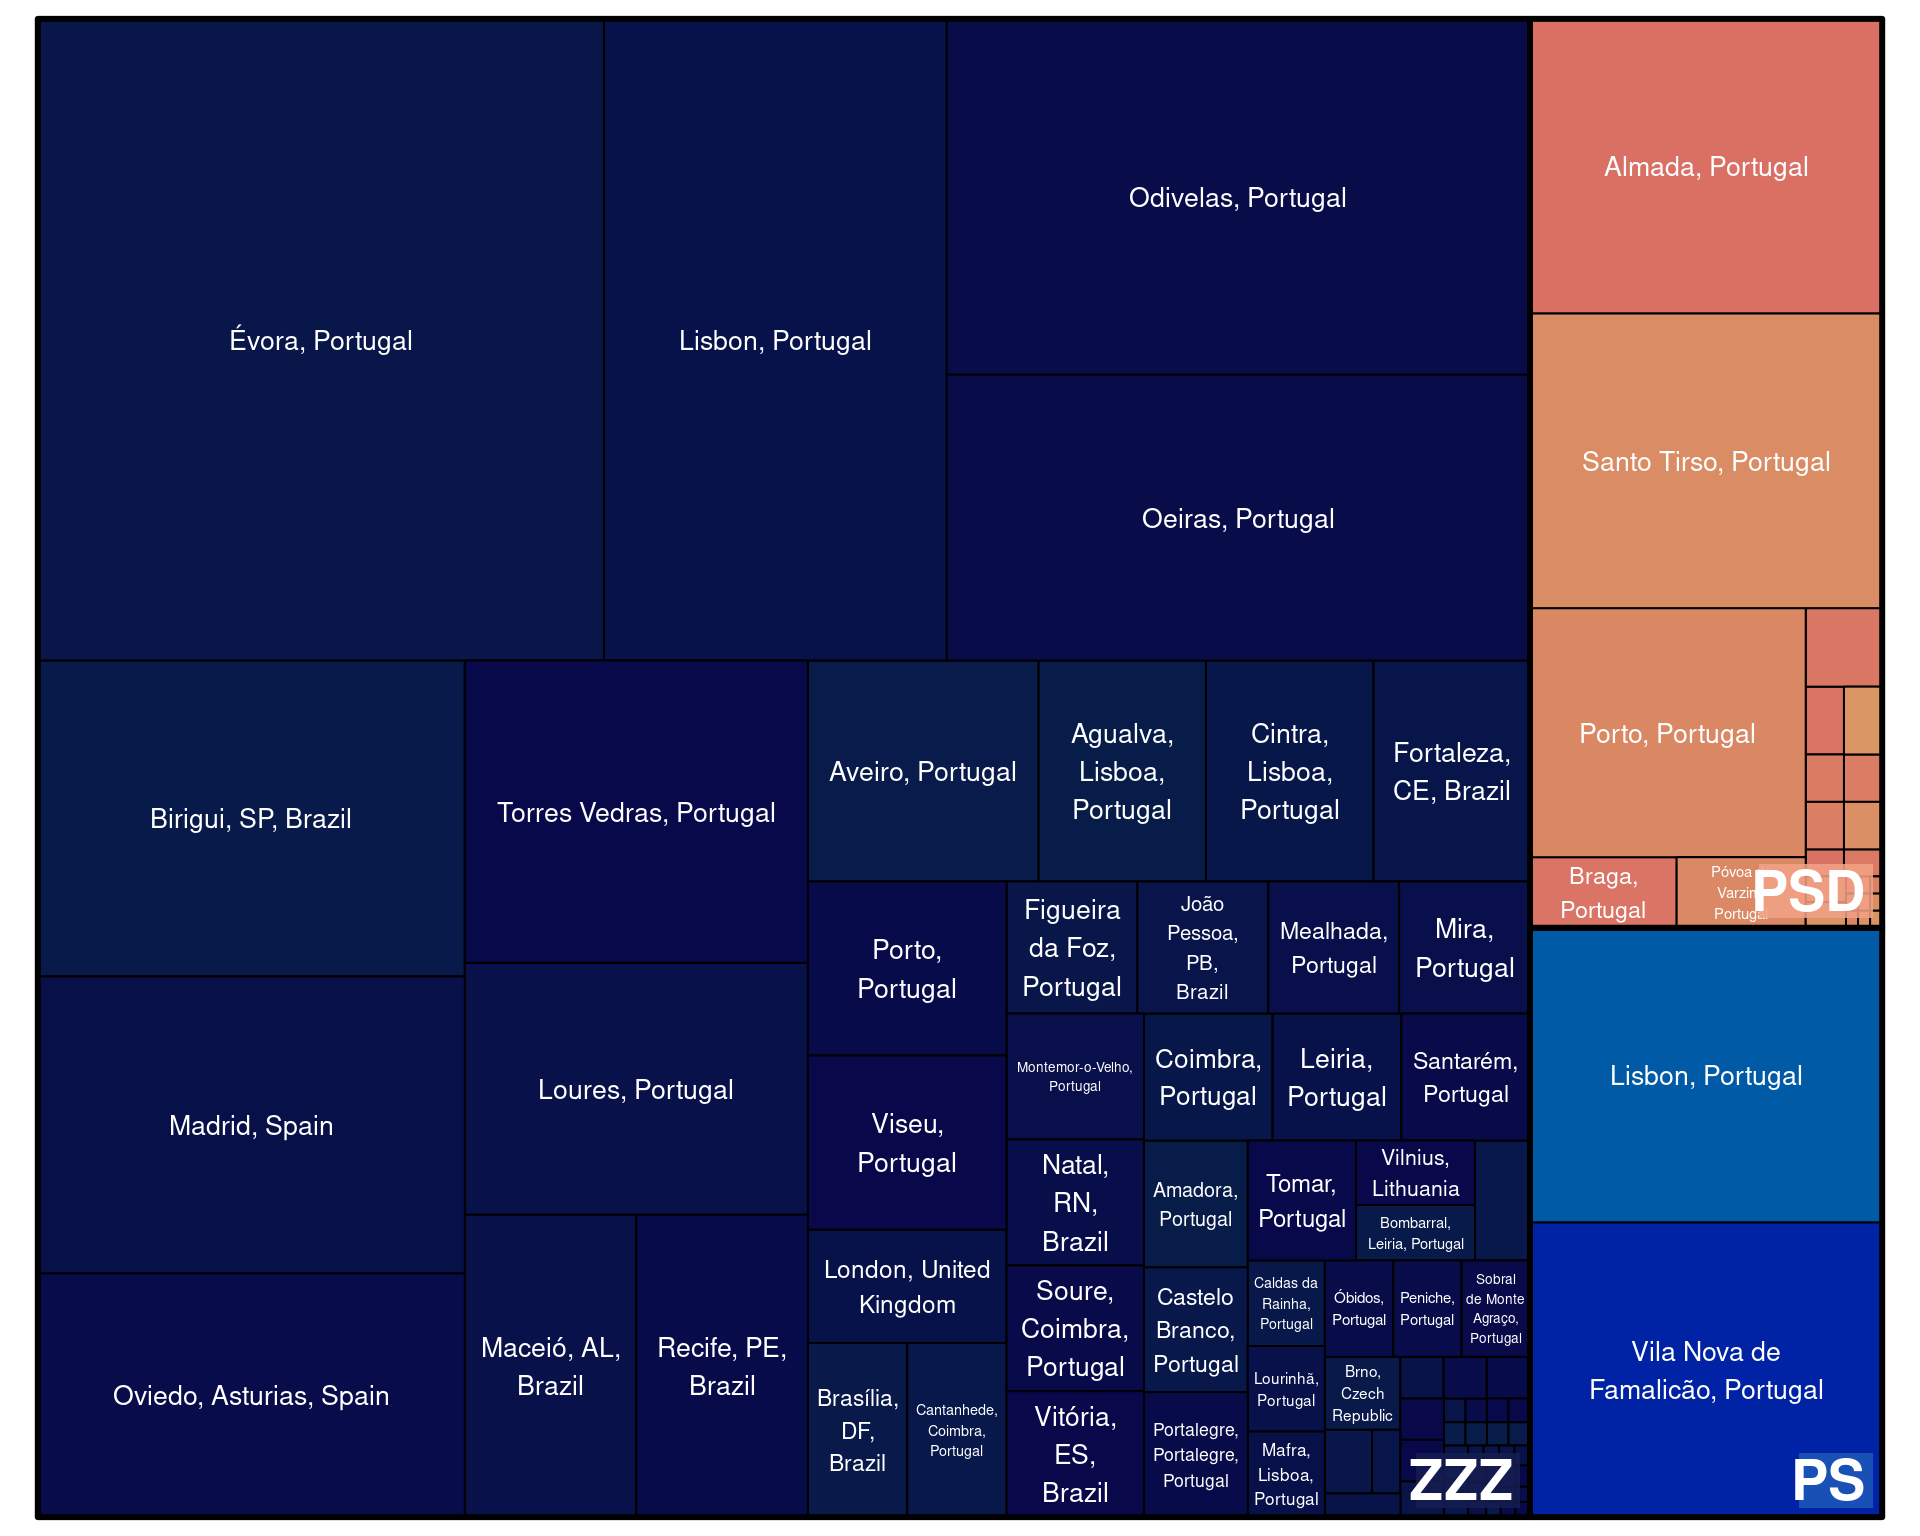 Évora, Portugal
Lisbon, Portugal
Odivelas, Portugal
Oeiras, Portugal
Birigui, SP, Brazil
Madrid, Spain
Oviedo, Asturias, Spain
Torres Vedras, Portugal
Loures, Portugal
Maceió, AL,
Brazil
Recife, PE,
Brazil
Aveiro, Portugal
Agualva,
Lisboa,
Portugal
Cintra,
Lisboa,
Portugal
Fortaleza,
CE, Brazil
Porto,
Portugal
Viseu,
Portugal
London, United
Kingdom
Brasília,
DF,
Brazil
Cantanhede,
Coimbra,
Portugal
Figueira
da Foz,
Portugal
João
Pessoa,
PB,
Brazil
Mealhada,
Portugal
Mira,
Portugal
Montemor-o-Velho,
Portugal
Natal,
RN,
Brazil
Soure,
Coimbra,
Portugal
Vitória,
ES,
Brazil
Coimbra,
Portugal
Leiria,
Portugal
Santarém,
Portugal
Amadora,
Portugal
Castelo
Branco,
Portugal
Portalegre,
Portalegre,
Portugal
Tomar,
Portugal
Vilnius,
Lithuania
Bombarral,
Leiria, Portugal
Caldas da
Rainha,
Portugal
Lourinhã,
Portugal
Mafra,
Lisboa,
Portugal
Óbidos,
Portugal
Peniche,
Portugal
Sobral
de Monte
Agraço,
Portugal
Brno,
Czech
Republic
ZZZ
Almada, Portugal
Santo Tirso, Portugal
Porto, Portugal
Braga,
Portugal
Póvoa
Varzim,
Portugal
PSD
Lisbon, Portugal
Vila Nova de
Famalicão, Portugal
PS